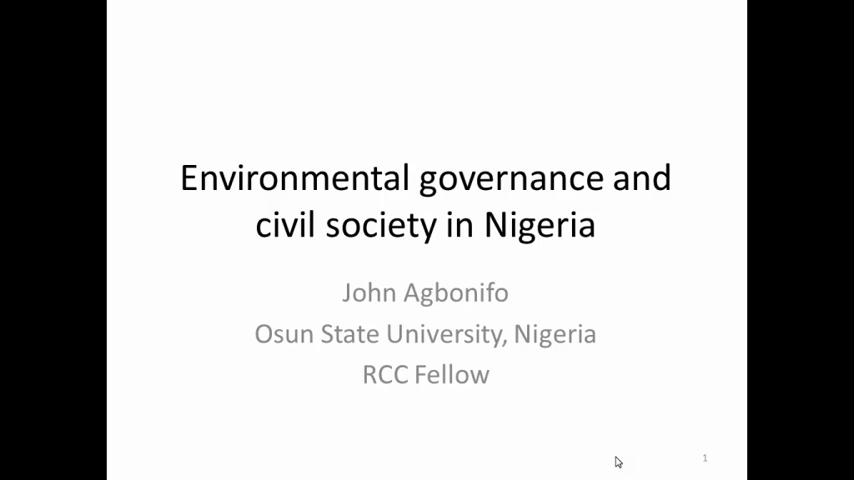 Environmental governance and
civil society in Nigeria
John Agbonifo
Osun State University, Nigeria
RCC Fellow
1